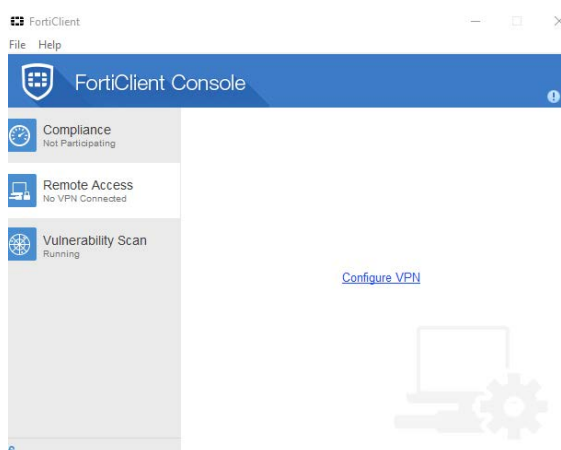 FortiClient
File Help
FortiClient Console
Compliance
Not Participating
Remote Access
No VPN Connected
Vulnerability Scan
Running
Configure VPN